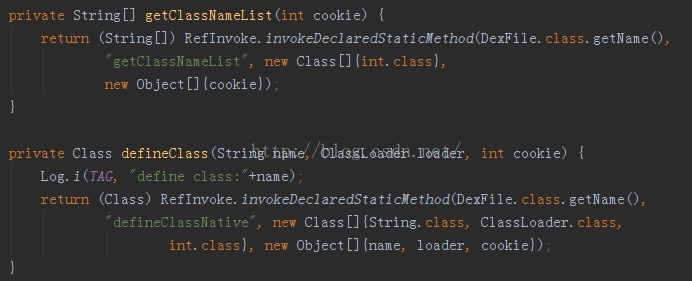 private String[] getClassNameList(int cookie) {
    return (String[]) RefInvoke.invokeDeclaredStaticMethod(DexFile.class.getName(),
            "getClassNameList", new Class[]{int.class},
            new Object[]{cookie});
}
http://blog.csdn.net/
private Class defineClass(String name, ClassLoader loader, int cookie) {
    Log.i(TAG, "define class:"+name);
    return (Class) RefInvoke.invokeDeclaredStaticMethod(DexFile.class.getName(),
            "defineClassNative", new Class[]{String.class, ClassLoader.class,
                    int.class}, new Object[]{name, loader, cookie});
}